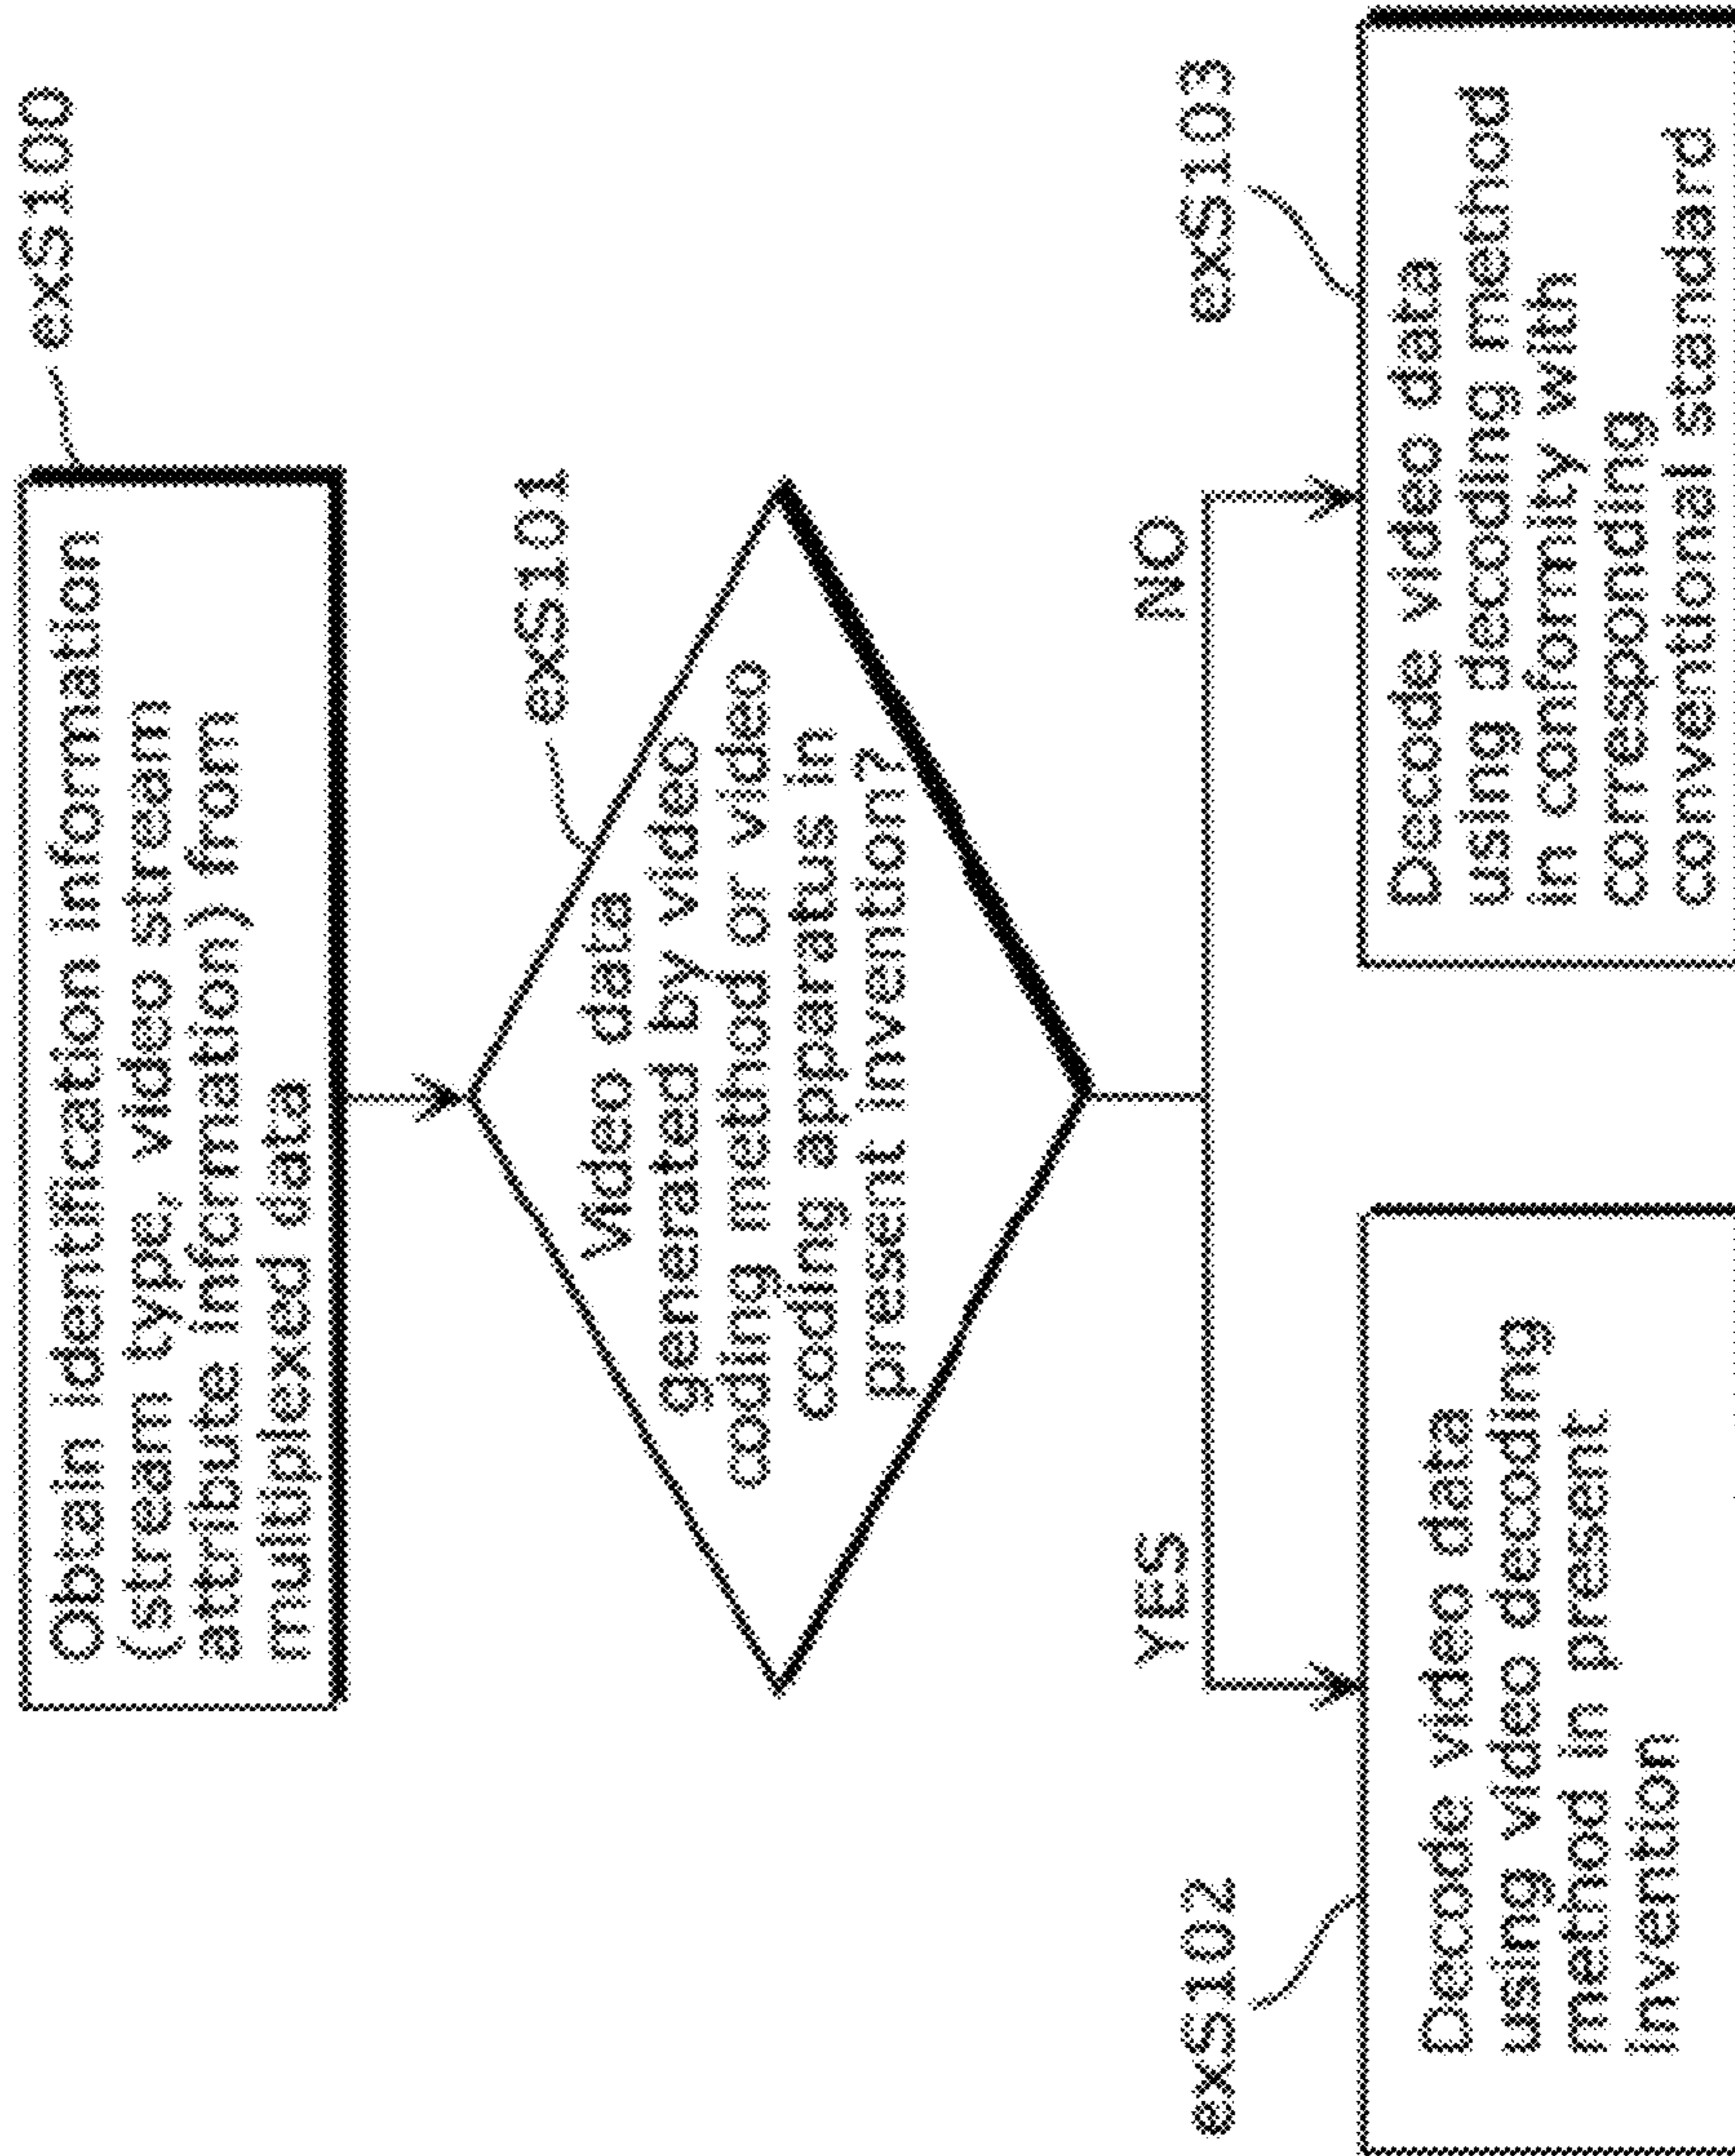 exS100
Obtain identification information
(stream type, video stream
attribute information) from
multiplexed data
exS101
Video data
generated by video
coding method or video
coding apparatus in
present invention?
YES
NO
exS102
Decode video data
using video decoding
method in present
invention
exS103
Decode video data
using decoding method
in conformity with
corresponding
conventional standard